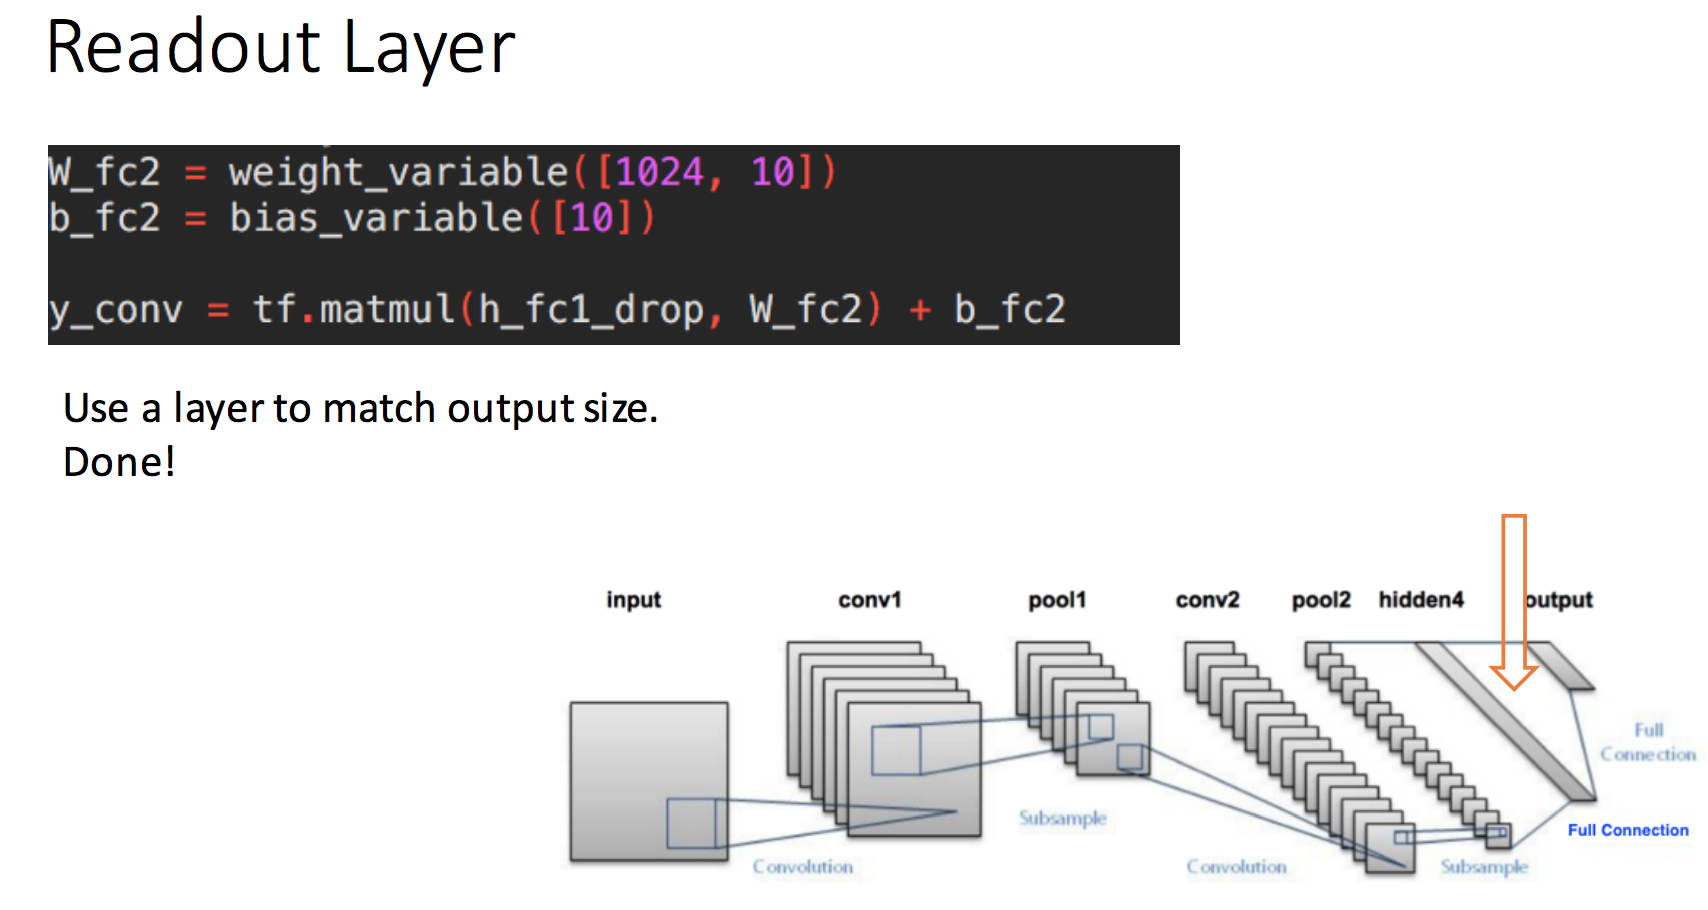 Readout Layer
W_fc2 = weight_variable([1024, 10])
b_fc2 = bias_variable([10])
y_conv = tf.matmul(h_fc1_drop, W_fc2) + b_fc2
Use a layer to match output size.
Done!
input conv1 pool1 conv2 pool2 hidden4 output
Full
Connection
Subsample
Full Connection
Convolution
Convolution
Subsample